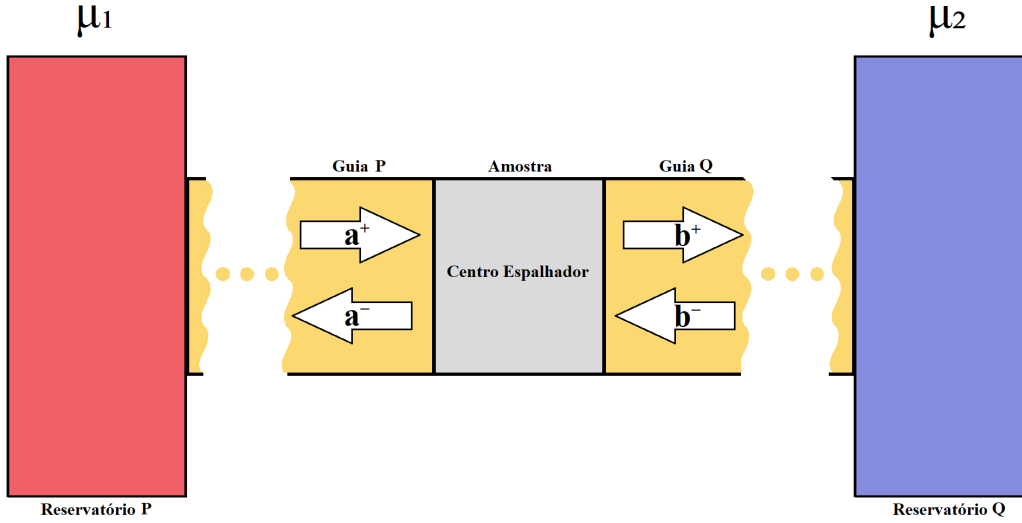 μ1
μ2
Guia P
Amostra
Guia Q
a+
b+
Centro Espalhador
a−
b−
Reservatório P
Reservatório Q